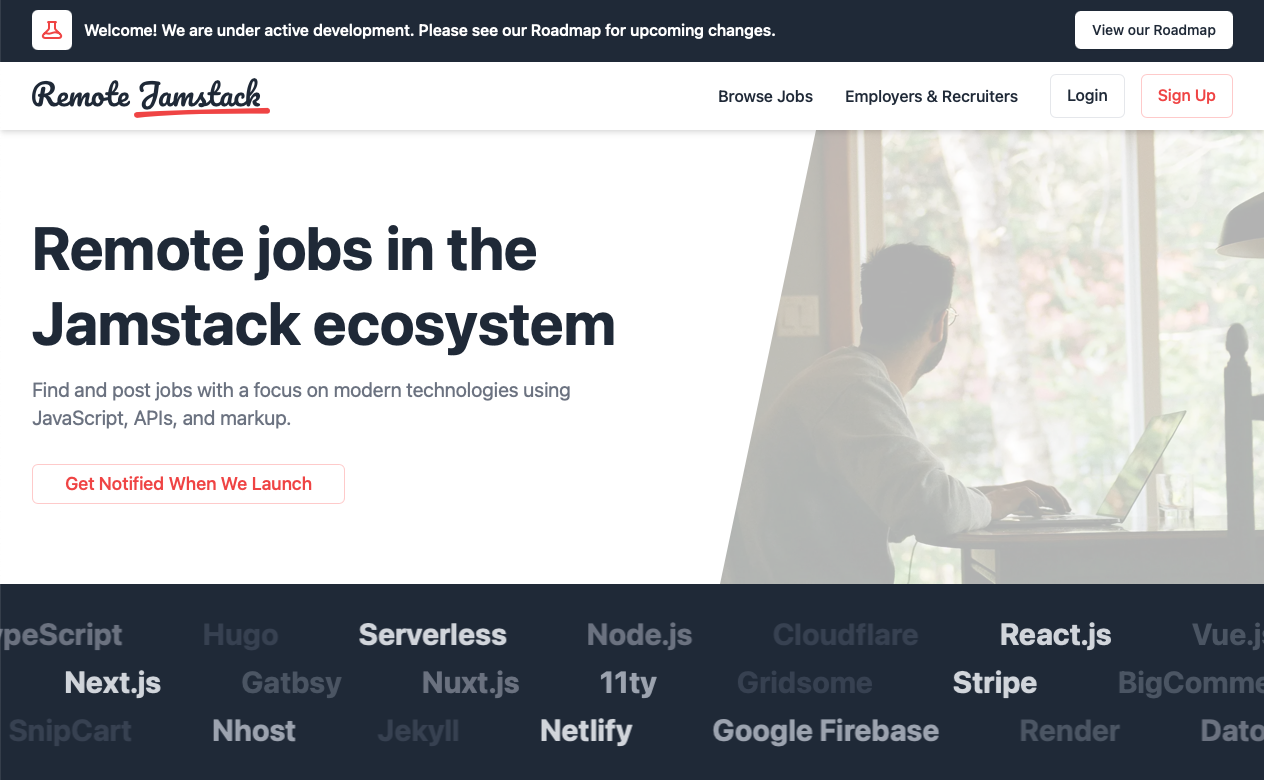 Welcome! We are under active development. Please see our Roadmap for upcoming changes.
View our Roadmap
Remote Jamstack
Browse Jobs
Employers & Recruiters
Login
Sign Up
Remote jobs in the
Jamstack ecosystem
Find and post jobs with a focus on modern technologies using
JavaScript, APIs, and markup.
Get Notified When We Launch
ypeScript Hugo Serverless Node.js Cloudflare React.js Vue.js
Next.js Gatsby Nuxt.js 11ty Gridsome Stripe BigComme
SnipCart Nhost Jekyll Netlify Google Firebase Render Dato